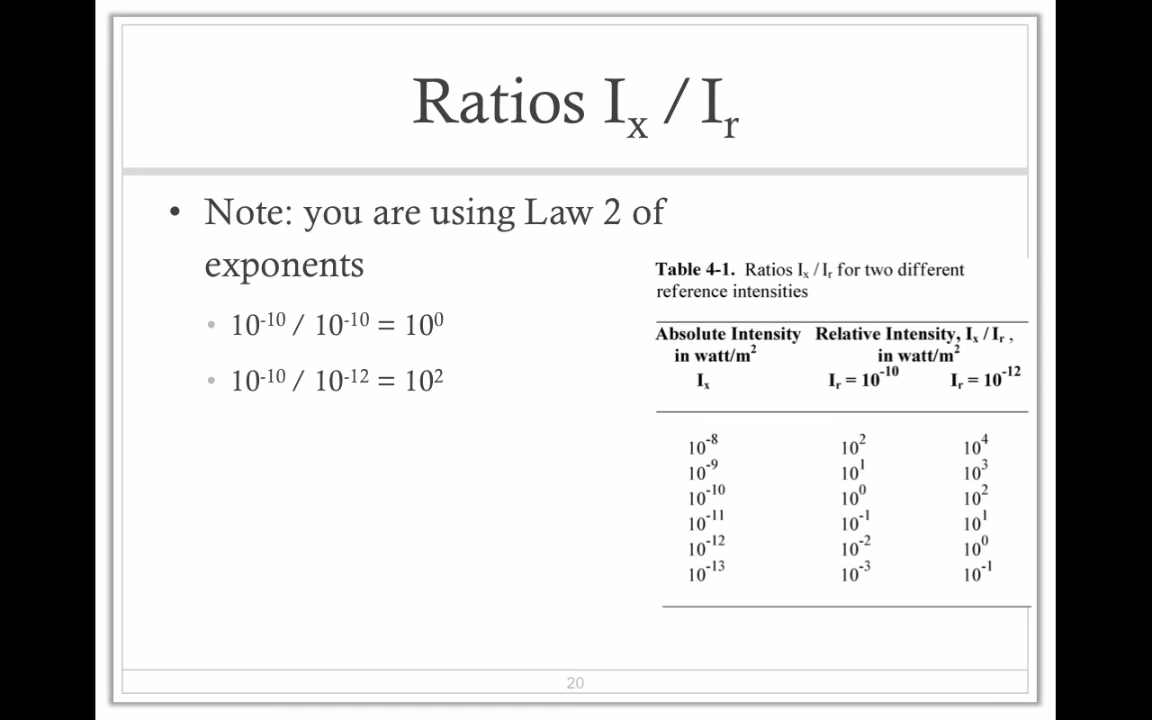 Ratios Iₓ / Iᵣ
• Note: you are using Law 2 of
exponents
• 10⁻¹⁰ / 10⁻¹⁰ = 10⁰
• 10⁻¹⁰ / 10⁻¹² = 10²
Table 4-1. Ratios Iₓ / Iᵣ for two different
reference intensities
Absolute Intensity Relative Intensity, Iₓ / Iᵣ ,
in watt/m² in watt/m²
Iₓ Iᵣ = 10⁻¹⁰ Iᵣ = 10⁻¹²
10⁻⁸ 10² 10⁴
10⁻⁹ 10¹ 10³
10⁻¹⁰ 10⁰ 10²
10⁻¹¹ 10⁻¹ 10¹
10⁻¹² 10⁻² 10⁰
10⁻¹³ 10⁻³ 10⁻¹
20